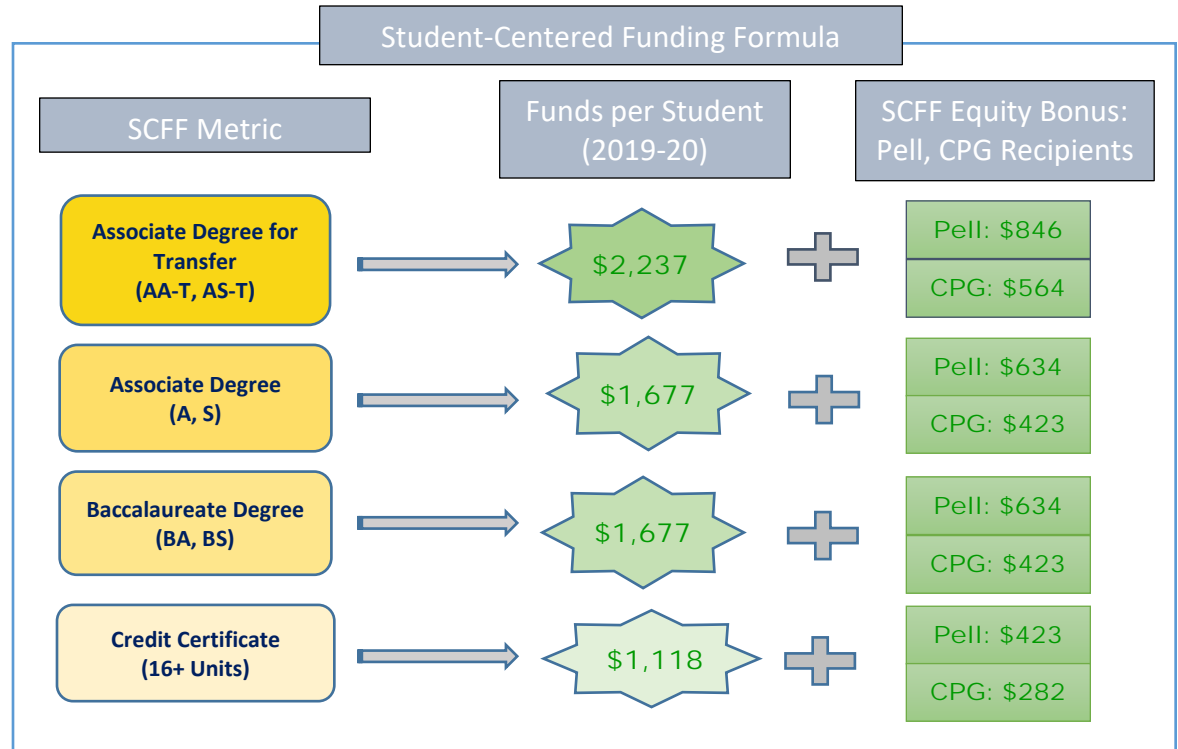 Student-Centered Funding Formula
SCFF Metric
Funds per Student
(2019-20)
SCFF Equity Bonus:
Pell, CPG Recipients
Associate Degree for
Transfer
(AA-T, AS-T)
$2,237
Pell: $846
CPG: $564
Associate Degree
(A, S)
$1,677
Pell: $634
CPG: $423
Baccalaureate Degree
(BA, BS)
$1,677
Pell: $634
CPG: $423
Credit Certificate
(16+ Units)
$1,118
Pell: $423
CPG: $282